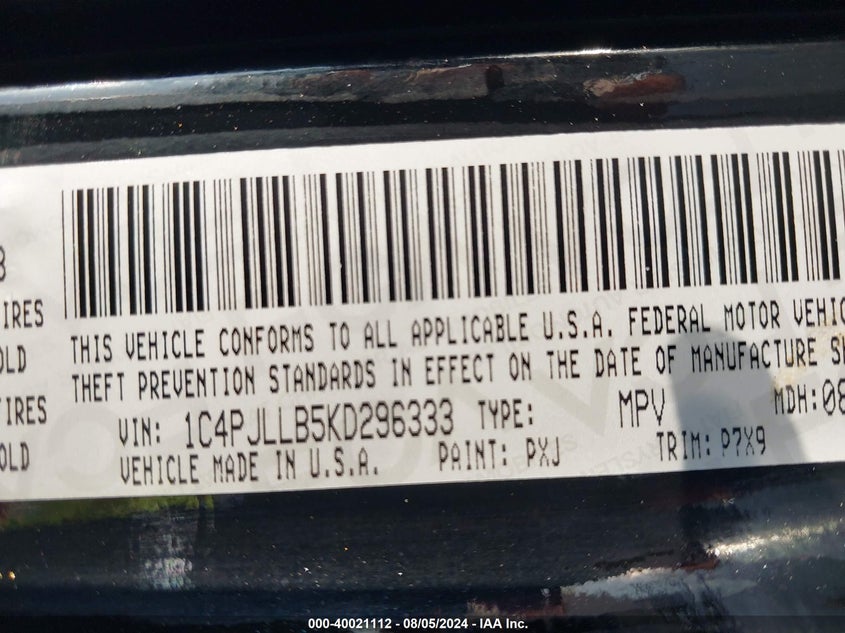 3
THIS VEHICLE CONFORMS TO ALL APPLICABLE U.S.A. FEDERAL MOTOR
IRES
THEFT PREVENTION STANDARDS IN EFFECT ON THE DATE OF MANUFACTURE
OLD
VIN: 1C4PJLLB5KD296333 TYPE: MPV MDH:08
IRES
VEHICLE MADE IN U.S.A. PAINT: PXJ TRIM: P7X9
OLD
000-40021112 - 08/05/2024 - IAA Inc.